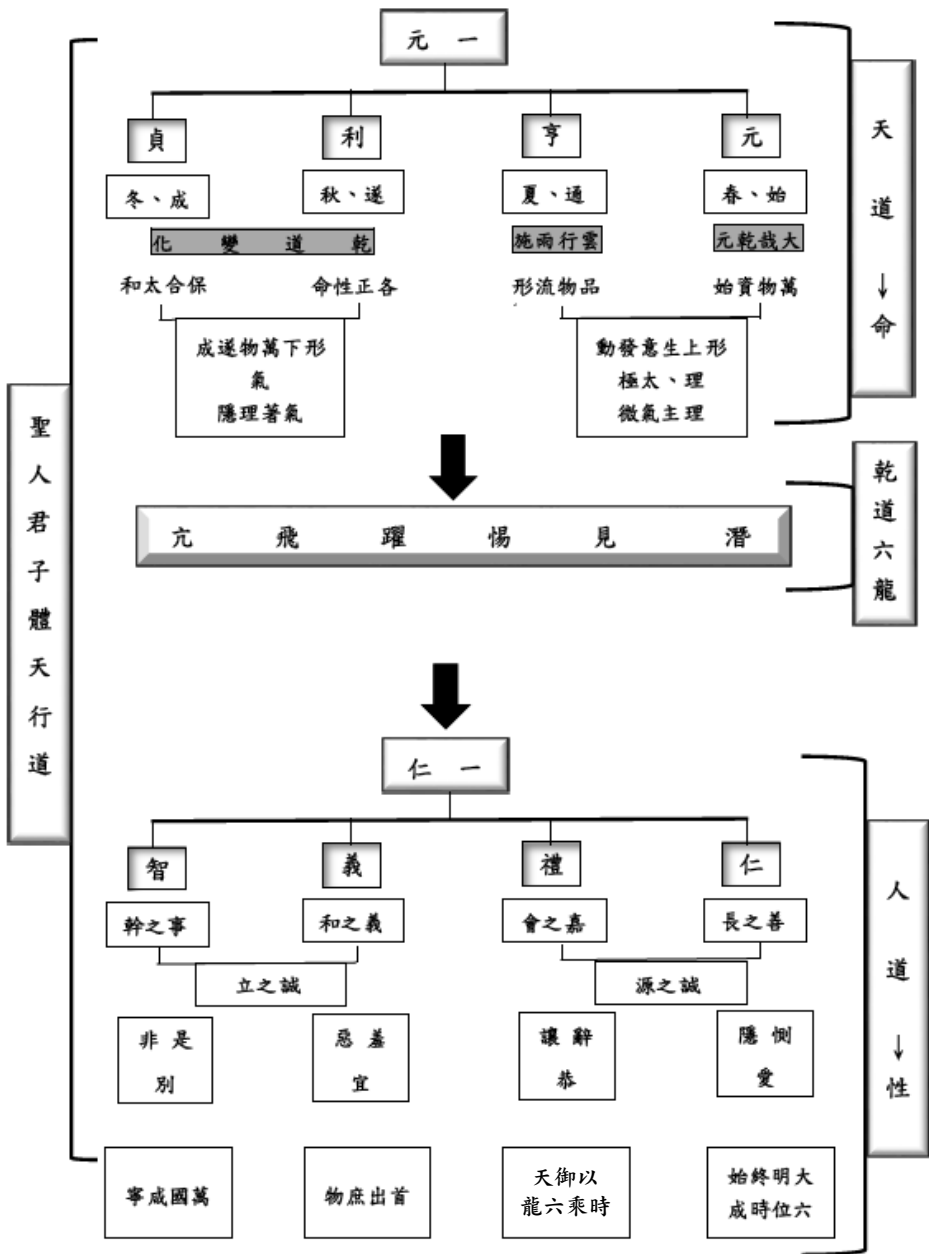 一 元
元
亨
利
貞
春、始
夏、通
秋、遂
冬、成
大哉乾元
雲行雨施
乾道變化
萬物資始
品物流形
各正性命
保合太和
形上生意發動
理、太極
理主氣微
形下萬物遂成
氣
氣著理隱
天道→命
潛 見 惕 躍 飛 亢
乾道六龍
一 仁
仁
禮
義
智
善之長
嘉之會
義之和
事之幹
誠之源
誠之立
惻 隱
愛
辭 讓
恭
羞 惡
宜
是 非
別
大明終始
六位時成
以御天
時乘六龍
首出庶物
萬國咸寧
人道→性
聖人君子體天行道